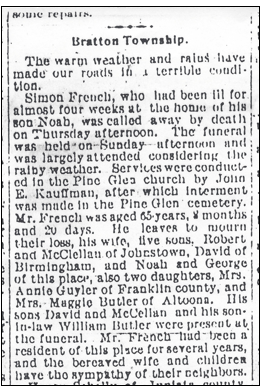 some repairs.
Bratton Township.
The warm weather and rains have
made our roads in a terrible condi-
tion.
Simon French, who had been ill for
almost four weeks at the home of his
son Noah, was called away by death
on Thursday afternoon. The funeral
was held on Sunday afternoon and
was largely attended considering the
rainy weather. Services were conduct-
ed in the Pine Glen church by John
E. Kauffman, after which interment
was made in the Pine Glen cemetery.
Mr. French was aged 65 years, 8 months
and 20 days. He leaves to mourn
their loss, his wife, five sons, Robert
and McClellan of Johnstown, David of
Birmingham, and Noah and George
of this place, also two daughters, Mrs.
Annie Guyler of Franklin county, and
Mrs. Maggie Butler of Altoona. His
sons David and McClellan and his son-
in-law William Butler were present at
the funeral. Mr. French had been a
resident of this place for several years,
and the bereaved wife and children
have the sympathy of their neighbors.